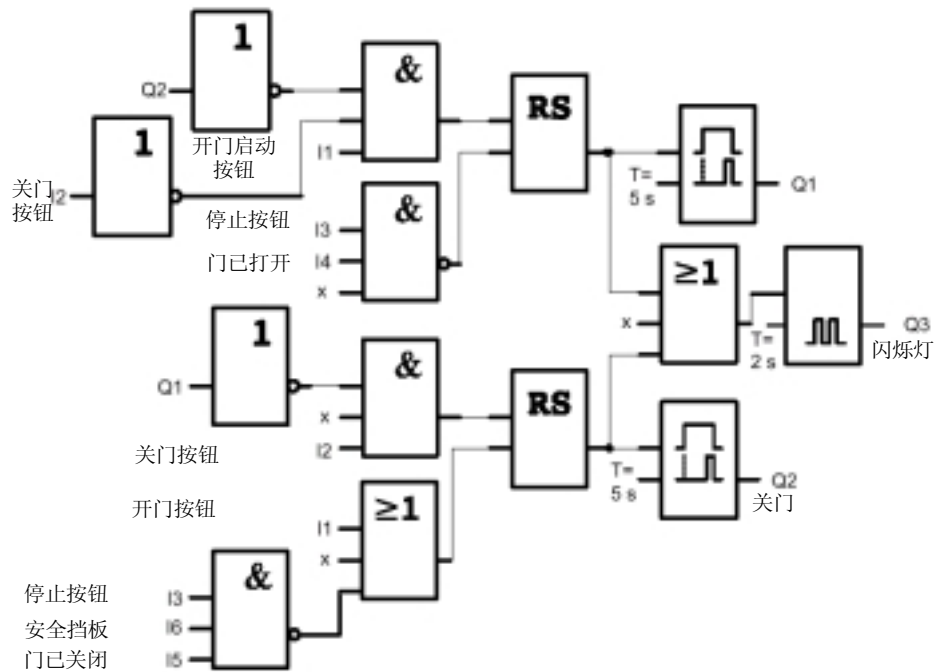 1
Q2
&
RS
1
开门启动
按钮
I1
T=
5 s
Q1
关门
按钮
I2
停止按钮
&
I3
门已打开
I4
x
≥1
x
T=
2 s
Q3
闪烁灯
1
&
Q1
x
RS
关门按钮
I2
T=
5 s
Q2
关门
开门按钮
≥1
I1
x
&
停止按钮
I3
安全挡板
I6
门已关闭
I5